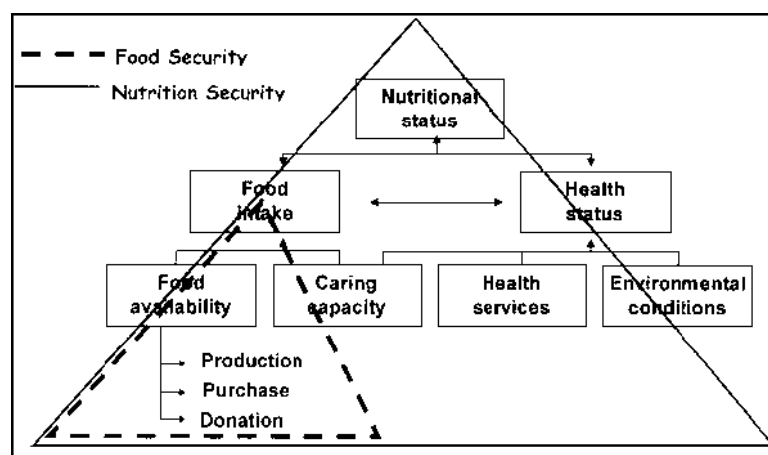 Food Security
Nutrition Security
Nutritional
status
Food
intake
Health
status
Food
availability
Caring
capacity
Health
services
Environmental
conditions
Production
Purchase
Donation